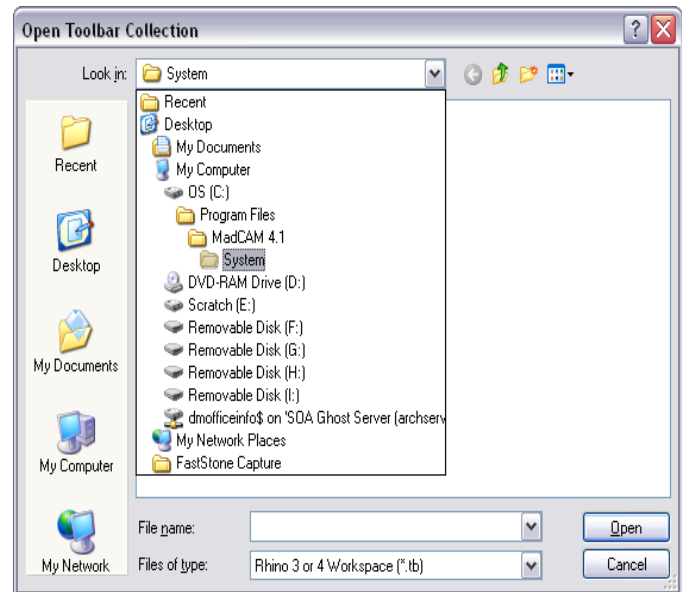 Open Toolbar Collection
Look in: System
Recent
Desktop
My Documents
My Computer
OS (C:)
Program Files
MadCAM 4.1
System
DVD-RAM Drive (D:)
Scratch (E:)
Removable Disk (F:)
Removable Disk (G:)
Removable Disk (H:)
Removable Disk (I:)
dmofficeinfo$ on 'SOA Ghost Server (archserv
My Network Places
FastStone Capture
Recent
Desktop
My Documents
My Computer
My Network
File name:
Open
Files of type: Rhino 3 or 4 Workspace (*.tb)
Cancel